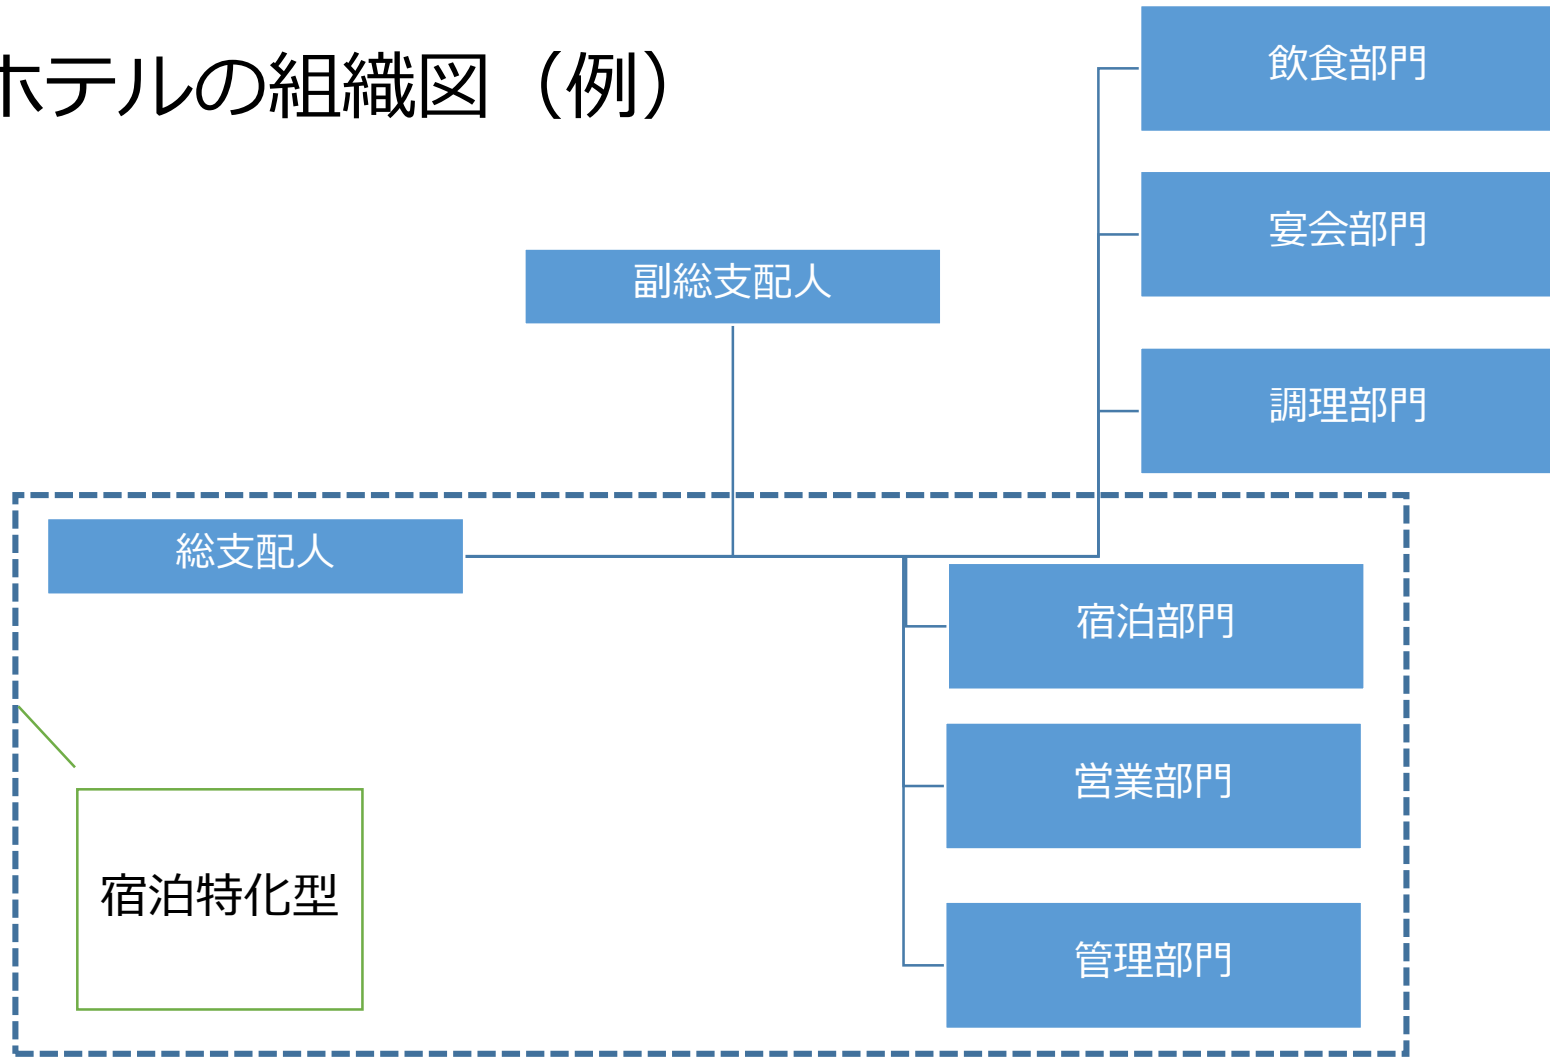 ホテルの組織図（例）
飲食部門
宴会部門
副総支配人
調理部門
総支配人
宿泊部門
営業部門
宿泊特化型
管理部門